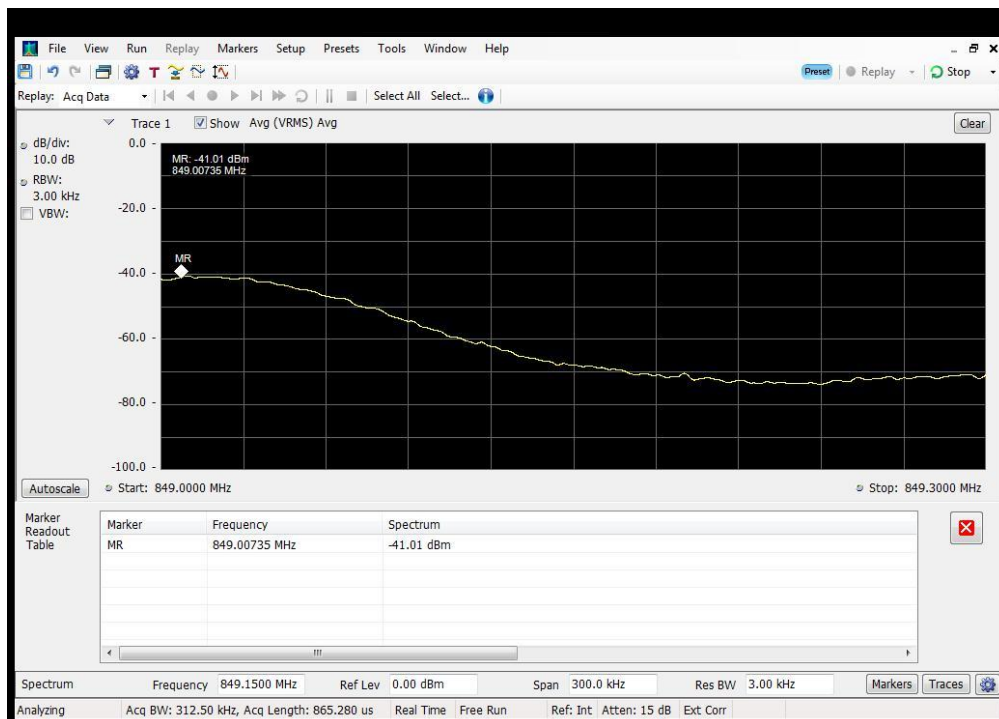 File View Run Replay Markers Setup Presets Tools Window Help
T Preset Replay Stop
Replay: Acq Data Select All Select...
Trace 1 Show Avg (VRMS) Avg Clear
dB/div:
10.0 dB
RBW:
3.00 kHz
VBW:
0.0
MR: -41.01 dBm
849.00735 MHz
-20.0
MR
-40.0
-60.0
-80.0
-100.0
Autoscale Start: 849.0000 MHz Stop: 849.3000 MHz
Marker Readout Table
Marker Frequency Spectrum
MR 849.00735 MHz -41.01 dBm
Spectrum Frequency 849.1500 MHz Ref Lev 0.00 dBm Span 300.0 kHz Res BW 3.00 kHz Markers Traces
Analyzing Acq BW: 312.50 kHz, Acq Length: 865.280 us Real Time Free Run Ref: Int Atten: 15 dB Ext Corr